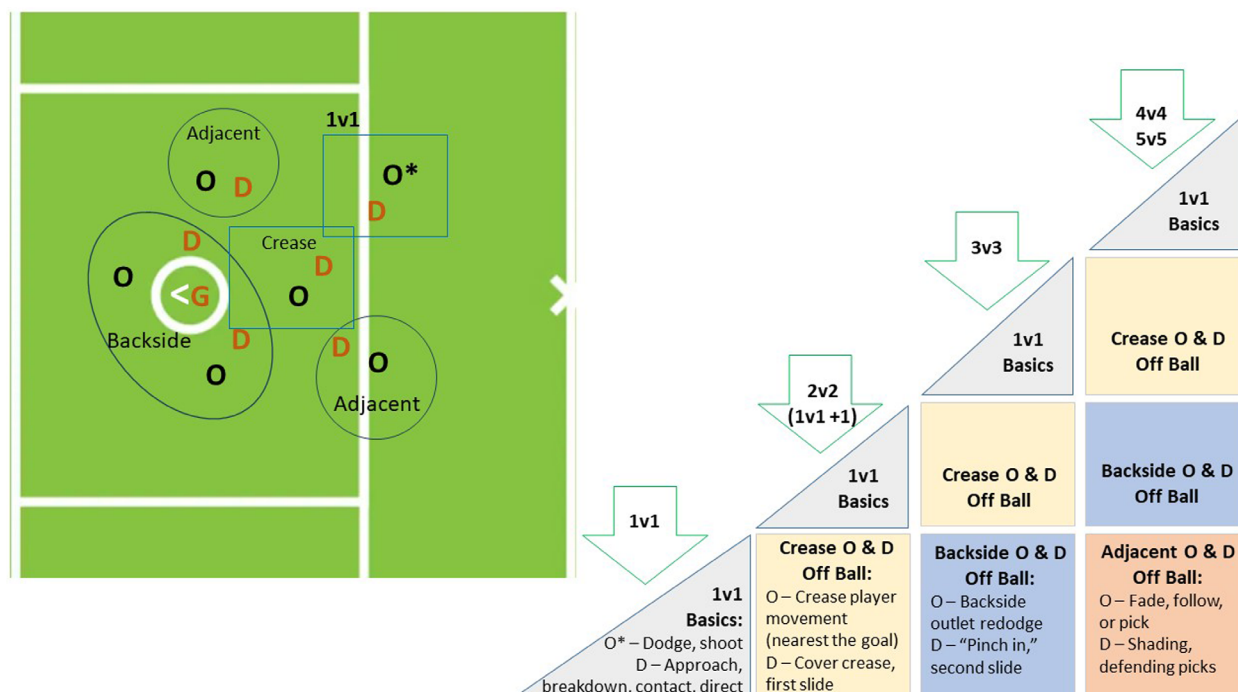 Adjacent
O D
1v1
O*
D
D
Crease
D
O
O
< G
Backside
D
O
D
O
Adjacent
1v1
2v2
(1v1 +1)
3v3
4v4
5v5
1v1
Basics:
O* – Dodge, shoot
D – Approach,
breakdown, contact, direct
1v1
Basics
Crease O & D
Off Ball:
O – Crease player
movement
(nearest the goal)
D – Cover crease,
first slide
1v1
Basics
Crease O & D
Off Ball
Backside O & D
Off Ball:
O – Backside
outlet redodge
D – “Pinch in,”
second slide
1v1
Basics
Crease O & D
Off Ball
Backside O & D
Off Ball
Adjacent O & D
Off Ball:
O – Fade, follow,
or pick
D – Shading,
defending picks